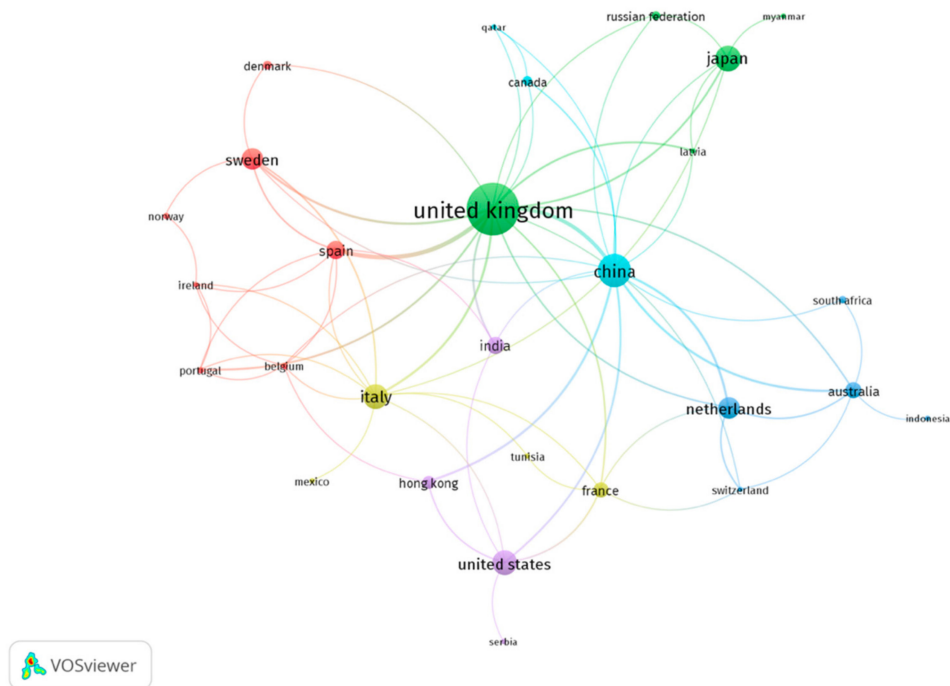 russian federation
myanmar
qatar
japan
denmark
canada
latvia
sweden
united kingdom
norway
spain
china
ireland
south africa
india
portugal
belgium
australia
italy
netherlands
indonesia
tunisia
mexico
hong kong
france
switzerland
united states
serbia
VOSviewer